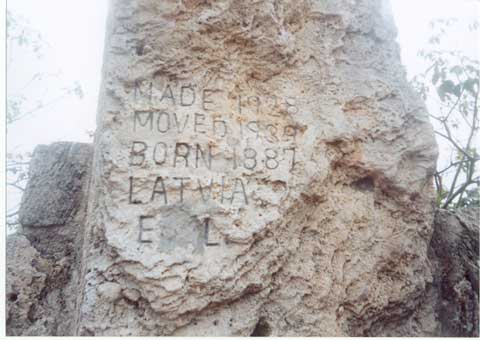 MADE 1928
MOVED 1939
BORN 1887
LATVIA
E L